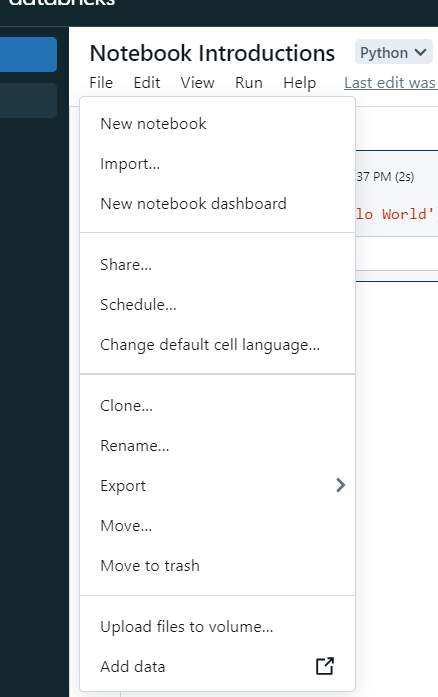 databricks
Notebook Introductions Python
File Edit View Run Help Last edit was
New notebook
Import...
37 PM (2s)
New notebook dashboard
lo World'
Share...
Schedule...
Change default cell language...
Clone...
Rename...
Export
Move...
Move to trash
Upload files to volume...
Add data